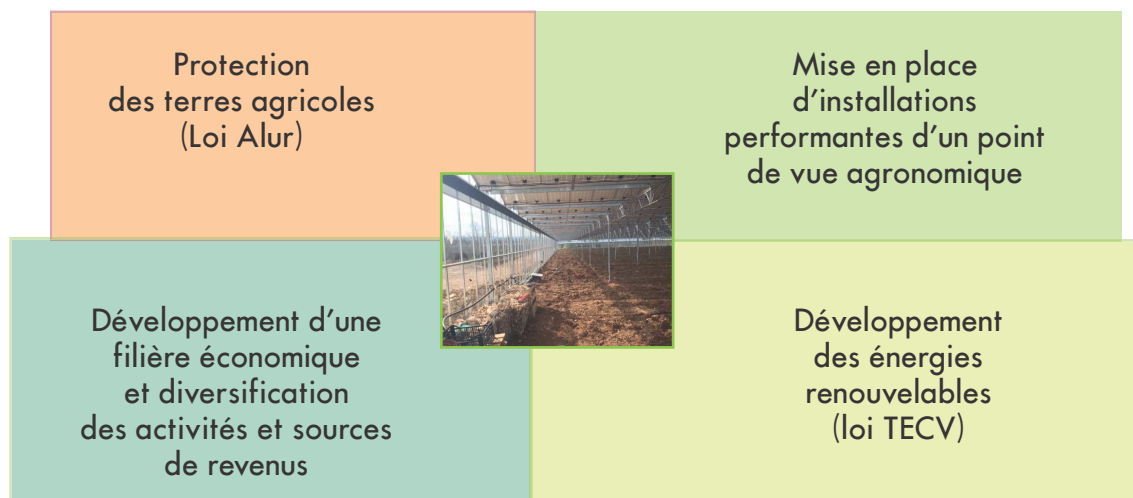 Protection
des terres agricoles
(Loi Alur)
Mise en place
d’installations
performantes d’un point
de vue agronomique
Développement d’une
filière économique
et diversification
des activités et sources
de revenus
Développement
des énergies
renouvelables
(loi TECV)